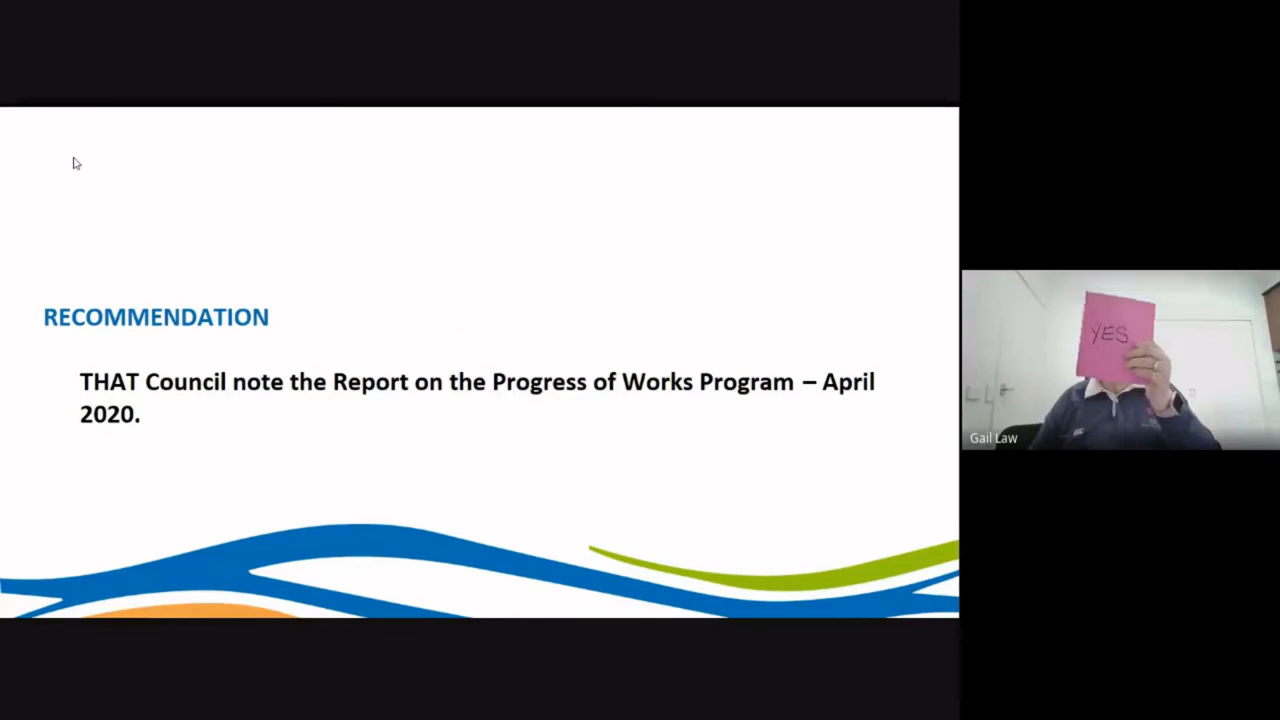 RECOMMENDATION
THAT Council note the Report on the Progress of Works Program – April
2020.
YES
Gail Law